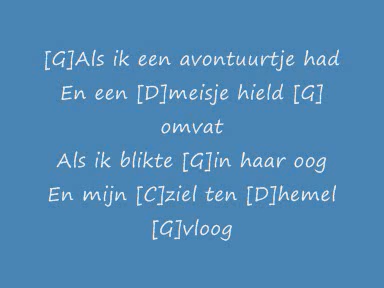 [G]Als ik een avontuurtje had
En een [D]meisje hield [G]
omvat
Als ik blikte [G]in haar oog
En mijn [C]ziel ten [D]hemel
[G]vloog